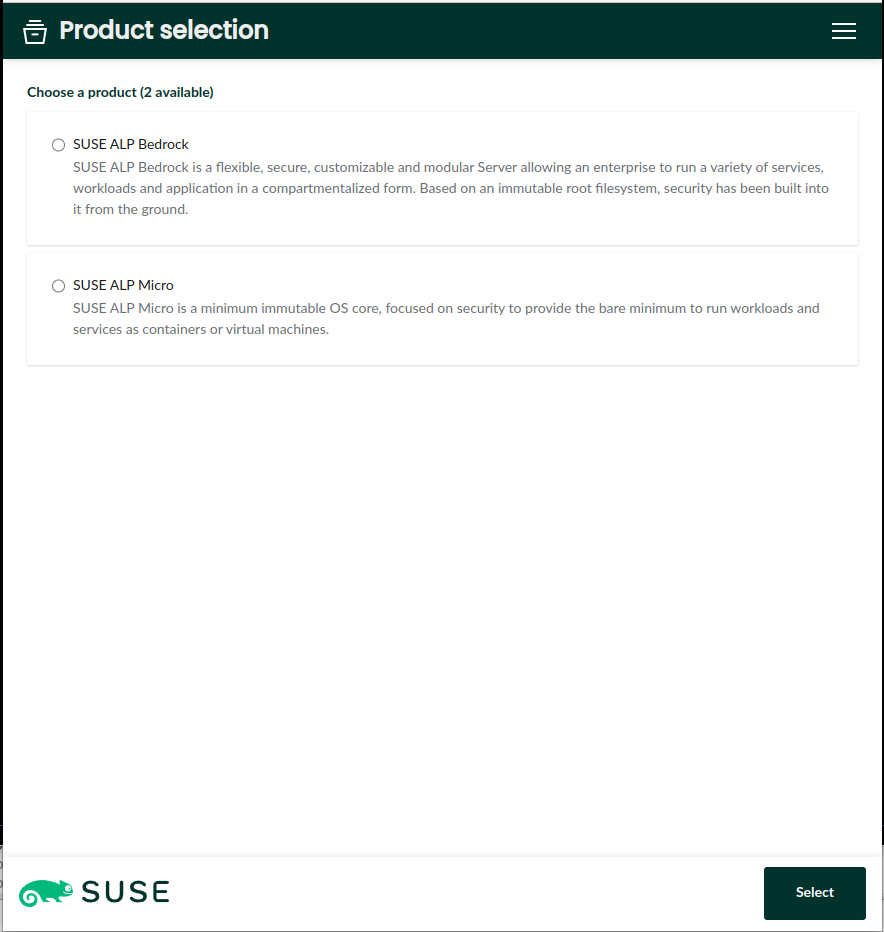 Product selection
Choose a product (2 available)
SUSE ALP Bedrock
SUSE ALP Bedrock is a flexible, secure, customizable and modular Server allowing an enterprise to run a variety of services,
workloads and application in a compartmentalized form. Based on an immutable root filesystem, security has been built into
it from the ground.
SUSE ALP Micro
SUSE ALP Micro is a minimum immutable OS core, focused on security to provide the bare minimum to run workloads and
services as containers or virtual machines.
SUSE
Select